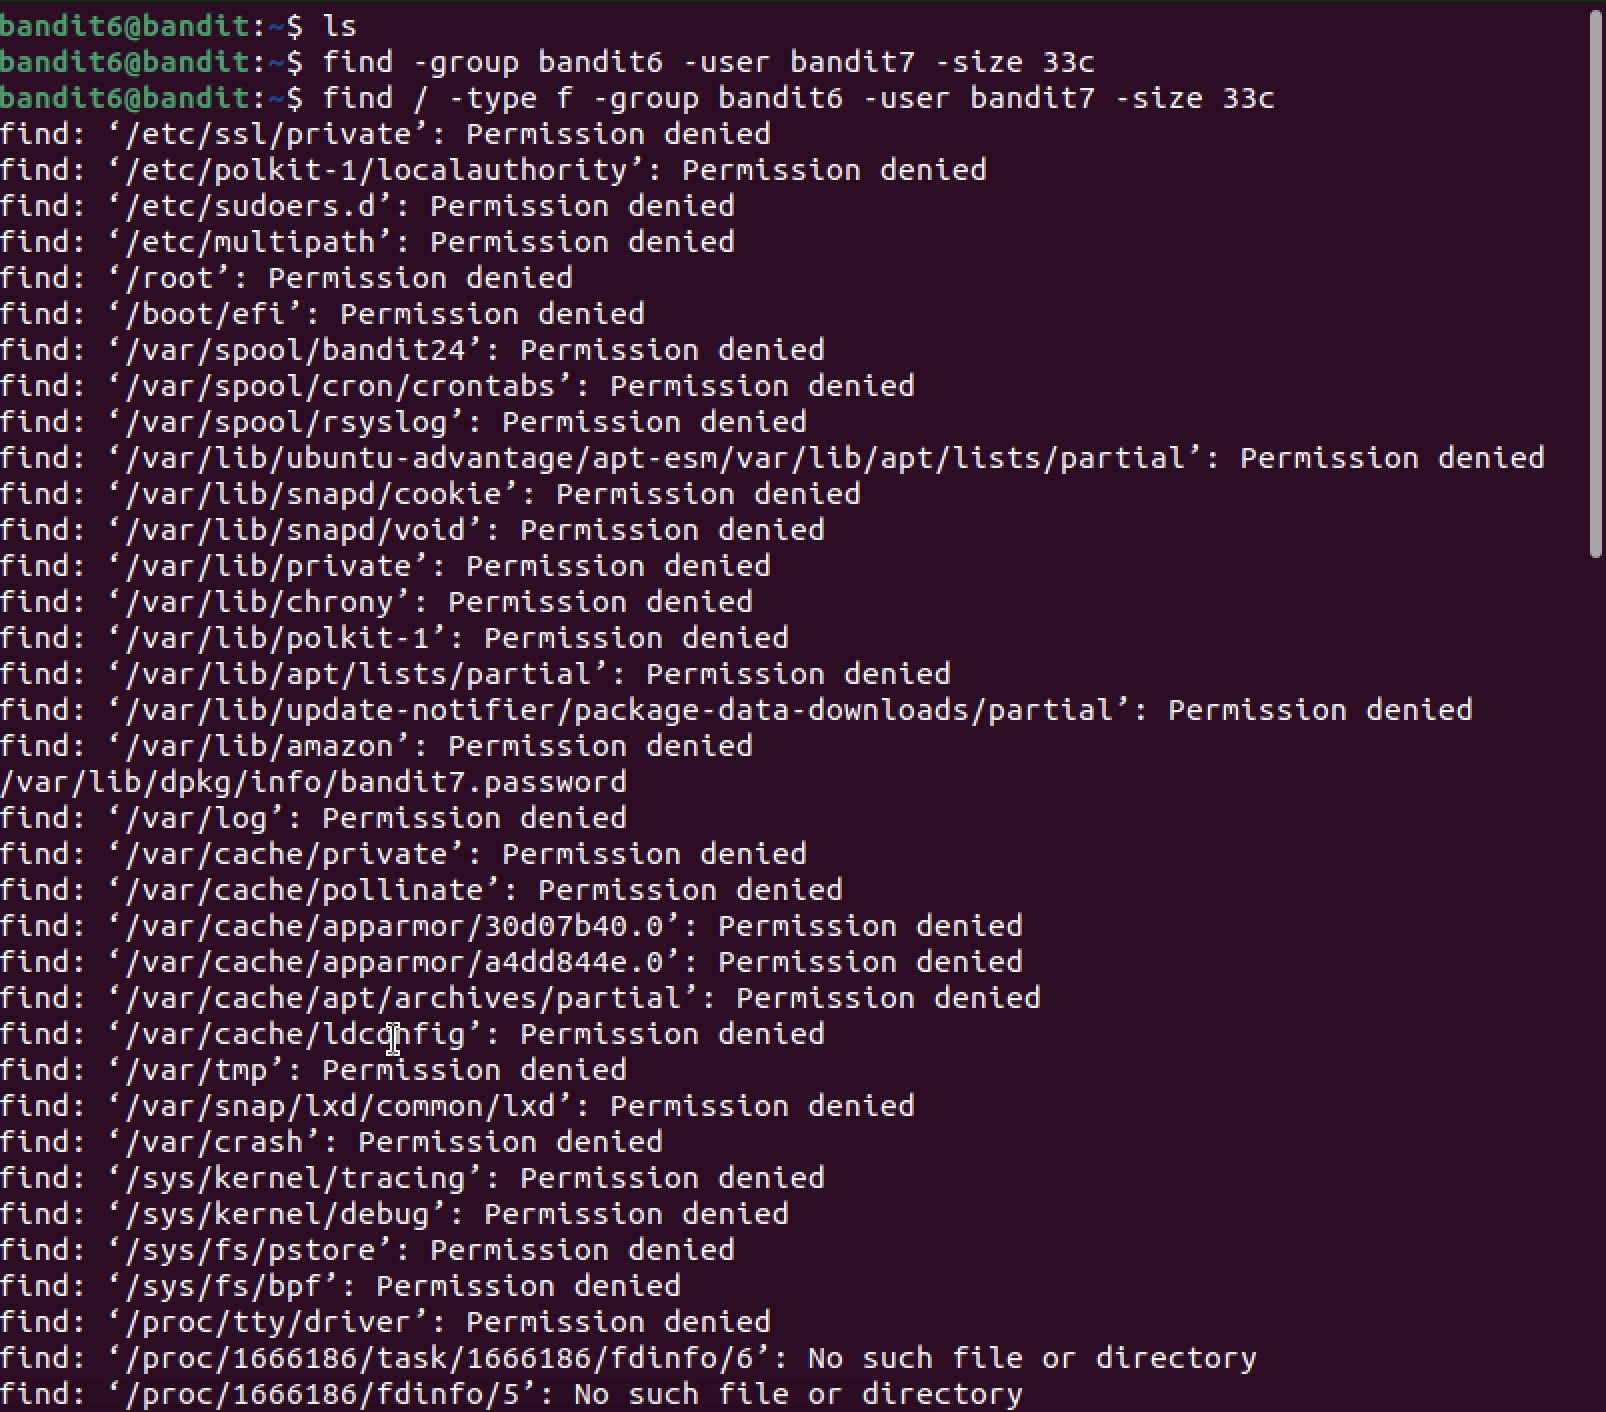 bandit6@bandit:~$ ls
bandit6@bandit:~$ find -group bandit6 -user bandit7 -size 33c
bandit6@bandit:~$ find / -type f -group bandit6 -user bandit7 -size 33c
find: ‘/etc/ssl/private’: Permission denied
find: ‘/etc/polkit-1/localauthority’: Permission denied
find: ‘/etc/sudoers.d’: Permission denied
find: ‘/etc/multipath’: Permission denied
find: ‘/root’: Permission denied
find: ‘/boot/efi’: Permission denied
find: ‘/var/spool/bandit24’: Permission denied
find: ‘/var/spool/cron/crontabs’: Permission denied
find: ‘/var/spool/rsyslog’: Permission denied
find: ‘/var/lib/ubuntu-advantage/apt-esm/var/lib/apt/lists/partial’: Permission denied
find: ‘/var/lib/snapd/cookie’: Permission denied
find: ‘/var/lib/snapd/void’: Permission denied
find: ‘/var/lib/private’: Permission denied
find: ‘/var/lib/chrony’: Permission denied
find: ‘/var/lib/polkit-1’: Permission denied
find: ‘/var/lib/apt/lists/partial’: Permission denied
find: ‘/var/lib/update-notifier/package-data-downloads/partial’: Permission denied
find: ‘/var/lib/amazon’: Permission denied
/var/lib/dpkg/info/bandit7.password
find: ‘/var/log’: Permission denied
find: ‘/var/cache/private’: Permission denied
find: ‘/var/cache/pollinate’: Permission denied
find: ‘/var/cache/apparmor/30d07b40.0’: Permission denied
find: ‘/var/cache/apparmor/a4dd844e.0’: Permission denied
find: ‘/var/cache/apt/archives/partial’: Permission denied
find: ‘/var/cache/ldconfig’: Permission denied
find: ‘/var/tmp’: Permission denied
find: ‘/var/snap/lxd/common/lxd’: Permission denied
find: ‘/var/crash’: Permission denied
find: ‘/sys/kernel/tracing’: Permission denied
find: ‘/sys/kernel/debug’: Permission denied
find: ‘/sys/fs/pstore’: Permission denied
find: ‘/sys/fs/bpf’: Permission denied
find: ‘/proc/tty/driver’: Permission denied
find: ‘/proc/1666186/task/1666186/fdinfo/6’: No such file or directory
find: ‘/proc/1666186/fdinfo/5’: No such file or directory